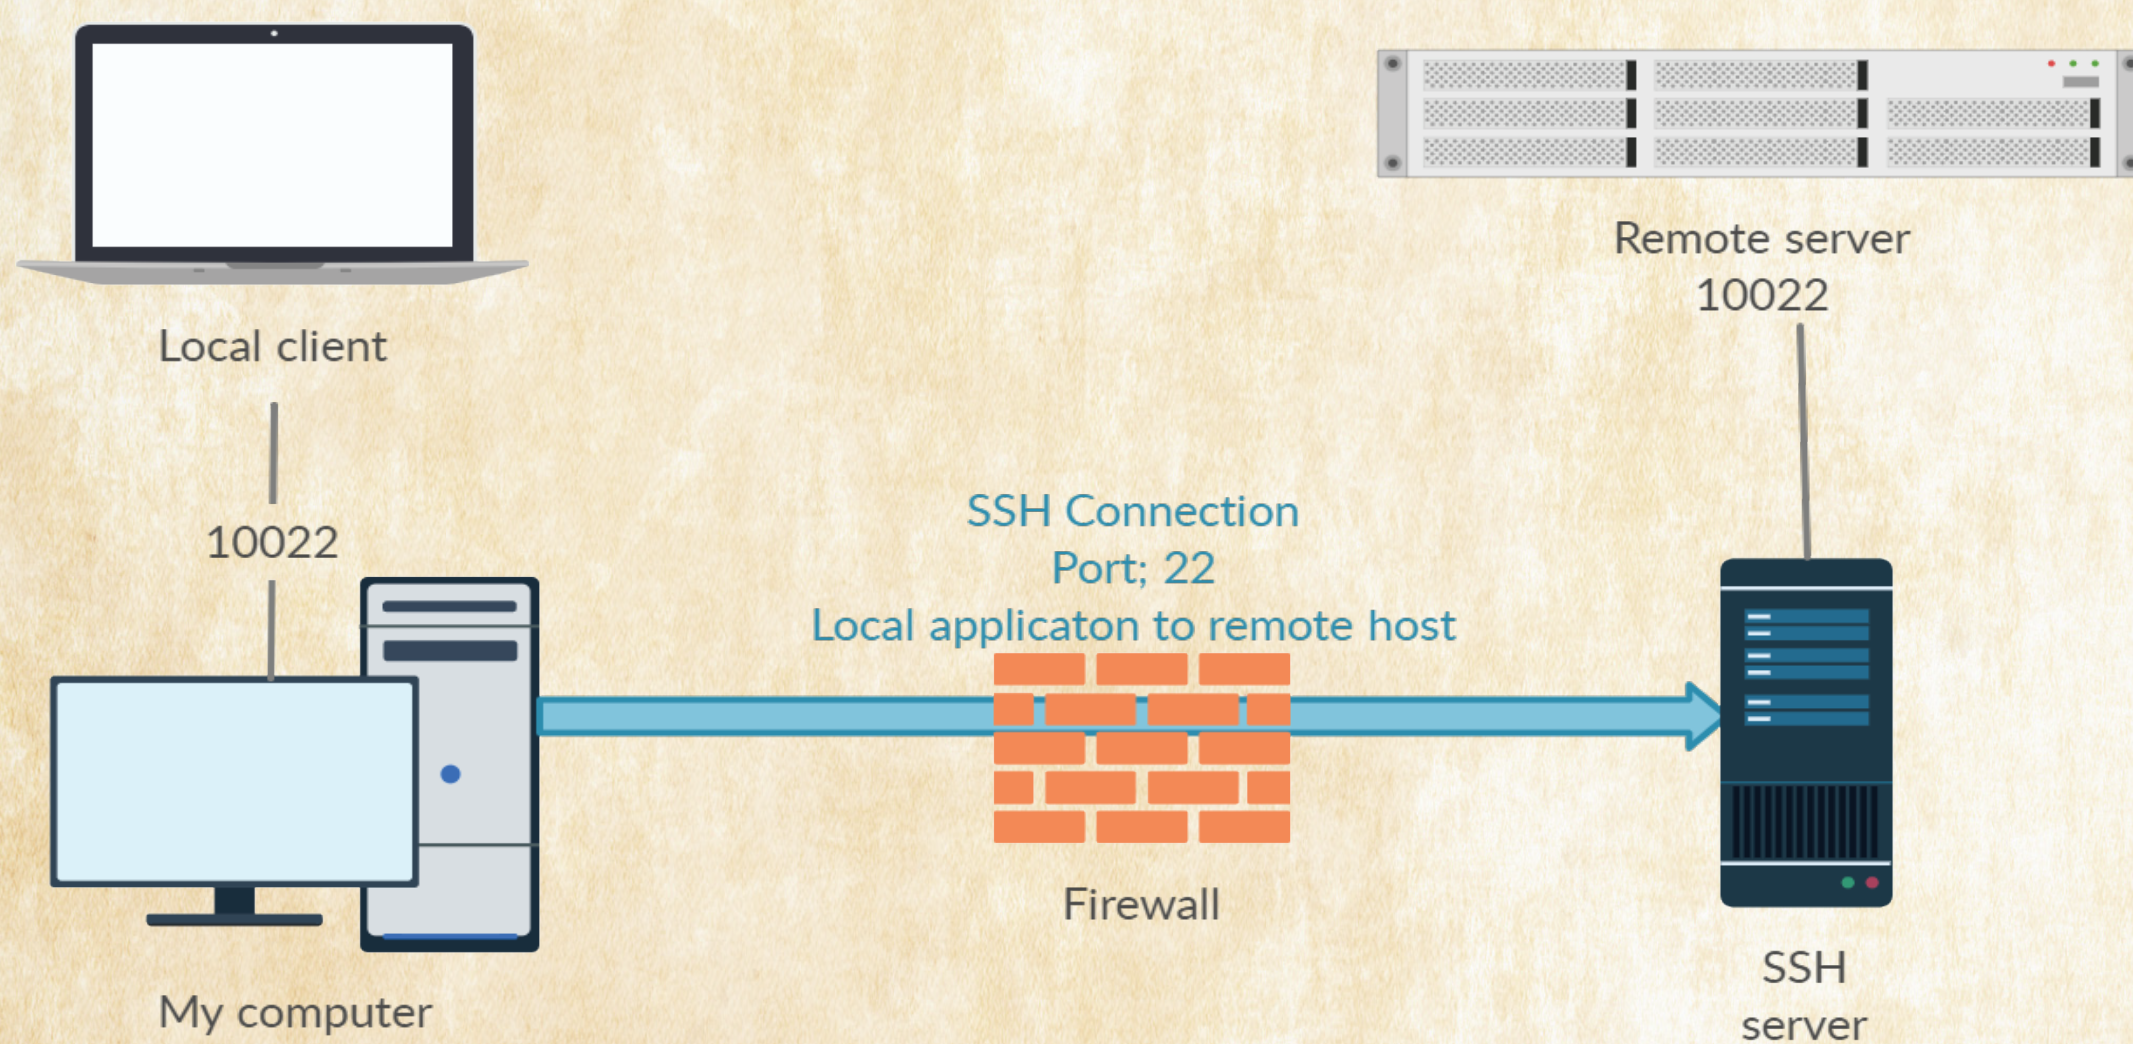 Local client
10022
My computer
SSH Connection
Port; 22
Local applicaton to remote host
Firewall
Remote server
10022
SSH
server